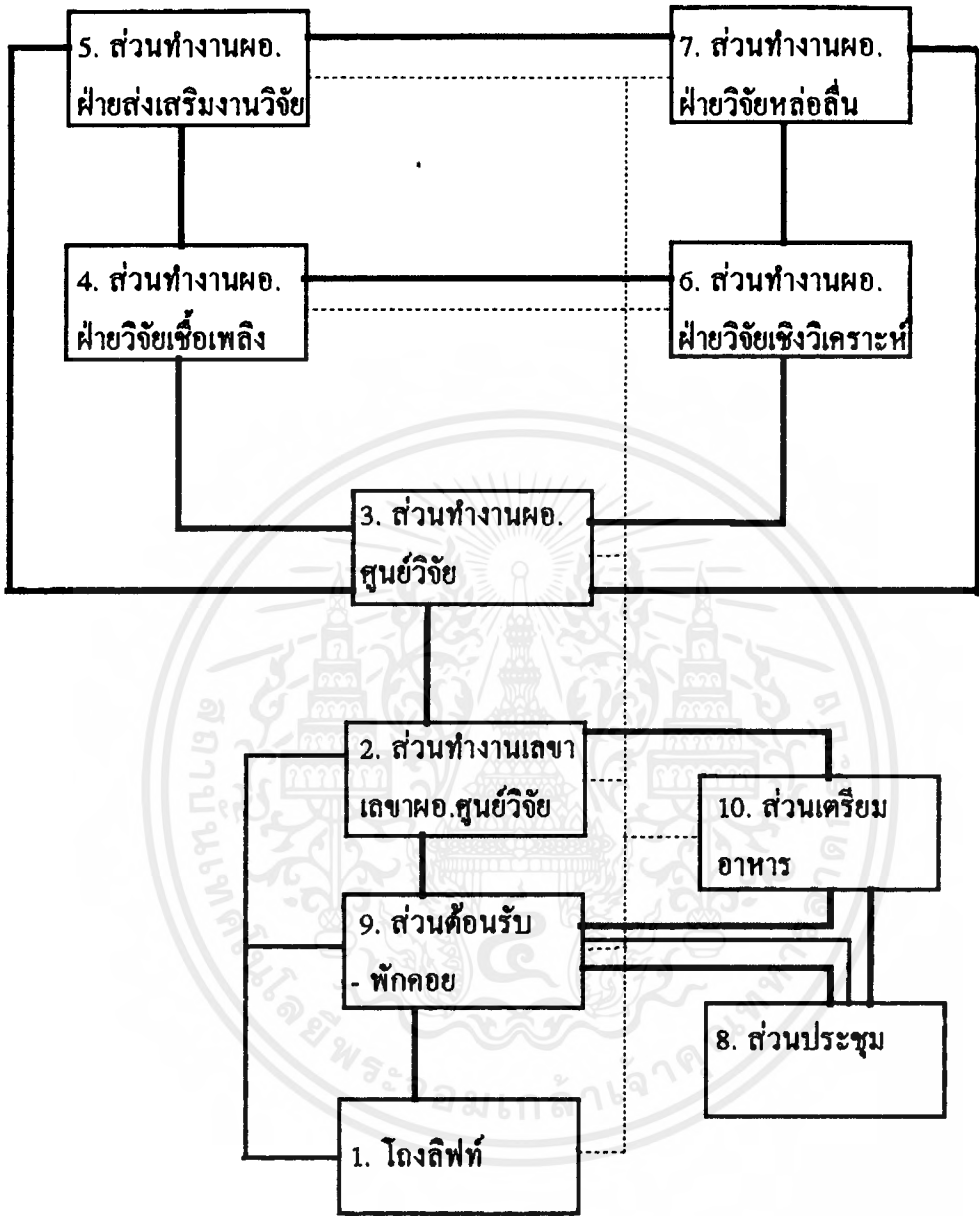 5. ส่วนทำงานผอ.
ฝ่ายส่งเสริมงานวิจัย
7. ส่วนทำงานผอ.
ฝ่ายวิจัยหล่อลื่น
4. ส่วนทำงานผอ.
ฝ่ายวิจัยเชื้อเพลิง
6. ส่วนทำงานผอ.
ฝ่ายวิจัยเชิงวิเคราะห์
3. ส่วนทำงานผอ.
ศูนย์วิจัย
2. ส่วนทำงานเลขา
เลขาผอ.ศูนย์วิจัย
10. ส่วนเตรียม
อาหาร
9. ส่วนต้อนรับ
- พักคอย
8. ส่วนประชุม
1. โถงลิฟท์